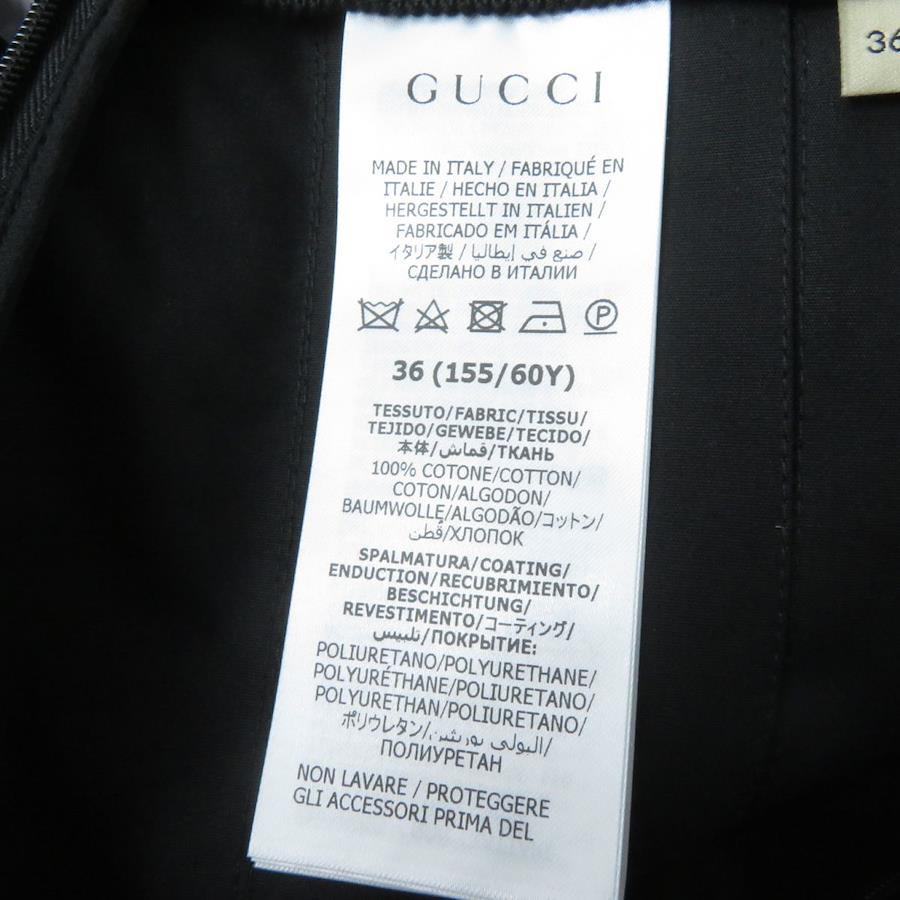 GUCCI
36
MADE IN ITALY / FABRIQUÉ EN
ITALIE / HECHO EN ITALIA /
HERGESTELLT IN ITALIEN /
FABRICADO EM ITÁLIA /
イタリア製 / صنع في إيطاليا /
СДЕЛАНО В ИТАЛИИ
P
36 (155/60Y)
TESSUTO/FABRIC/TISSU/
TEJIDO/GEWEBE/TECIDO/
本体/قماش/ТКАНЬ
100% COTONE/COTTON/
COTON/ALGODON/
BAUMWOLLE/ALGODÃO/コットン/
قُطن/ХЛОПОК
SPALMATURA/COATING/
ENDUCTION/RECUBRIMIENTO/
BESCHICHTUNG/
REVESTIMENTO/コーティング/
تلبيس/ПОКРЫТИЕ:
POLIURETANO/POLYURETHANE/
POLYURÉTHANE/POLIURETANO/
POLYURETHAN/POLIURETANO/
ポリウレタン/البولي يوريثين/
ПОЛИУРЕТАН
NON LAVARE / PROTEGGERE
GLI ACCESSORI PRIMA DEL